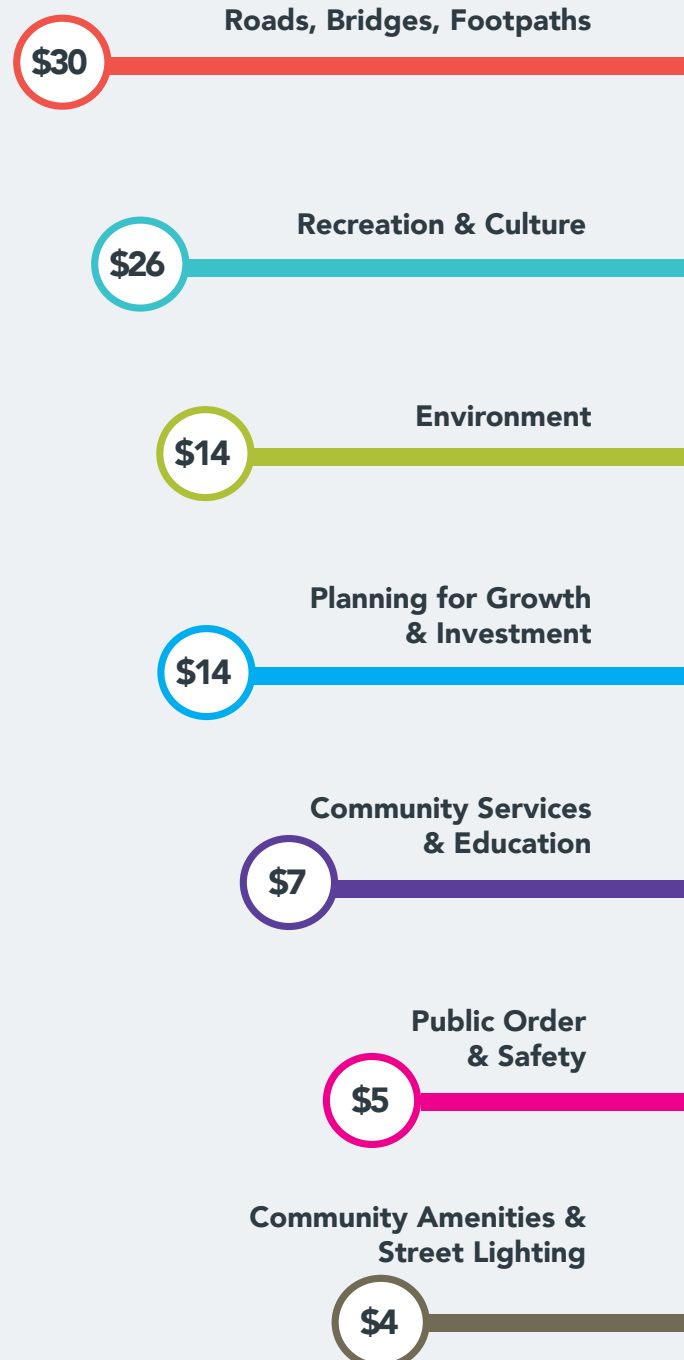 Roads, Bridges, Footpaths
$30
Recreation & Culture
$26
Environment
$14
Planning for Growth
& Investment
$14
Community Services
& Education
$7
Public Order
& Safety
$5
Community Amenities &
Street Lighting
$4